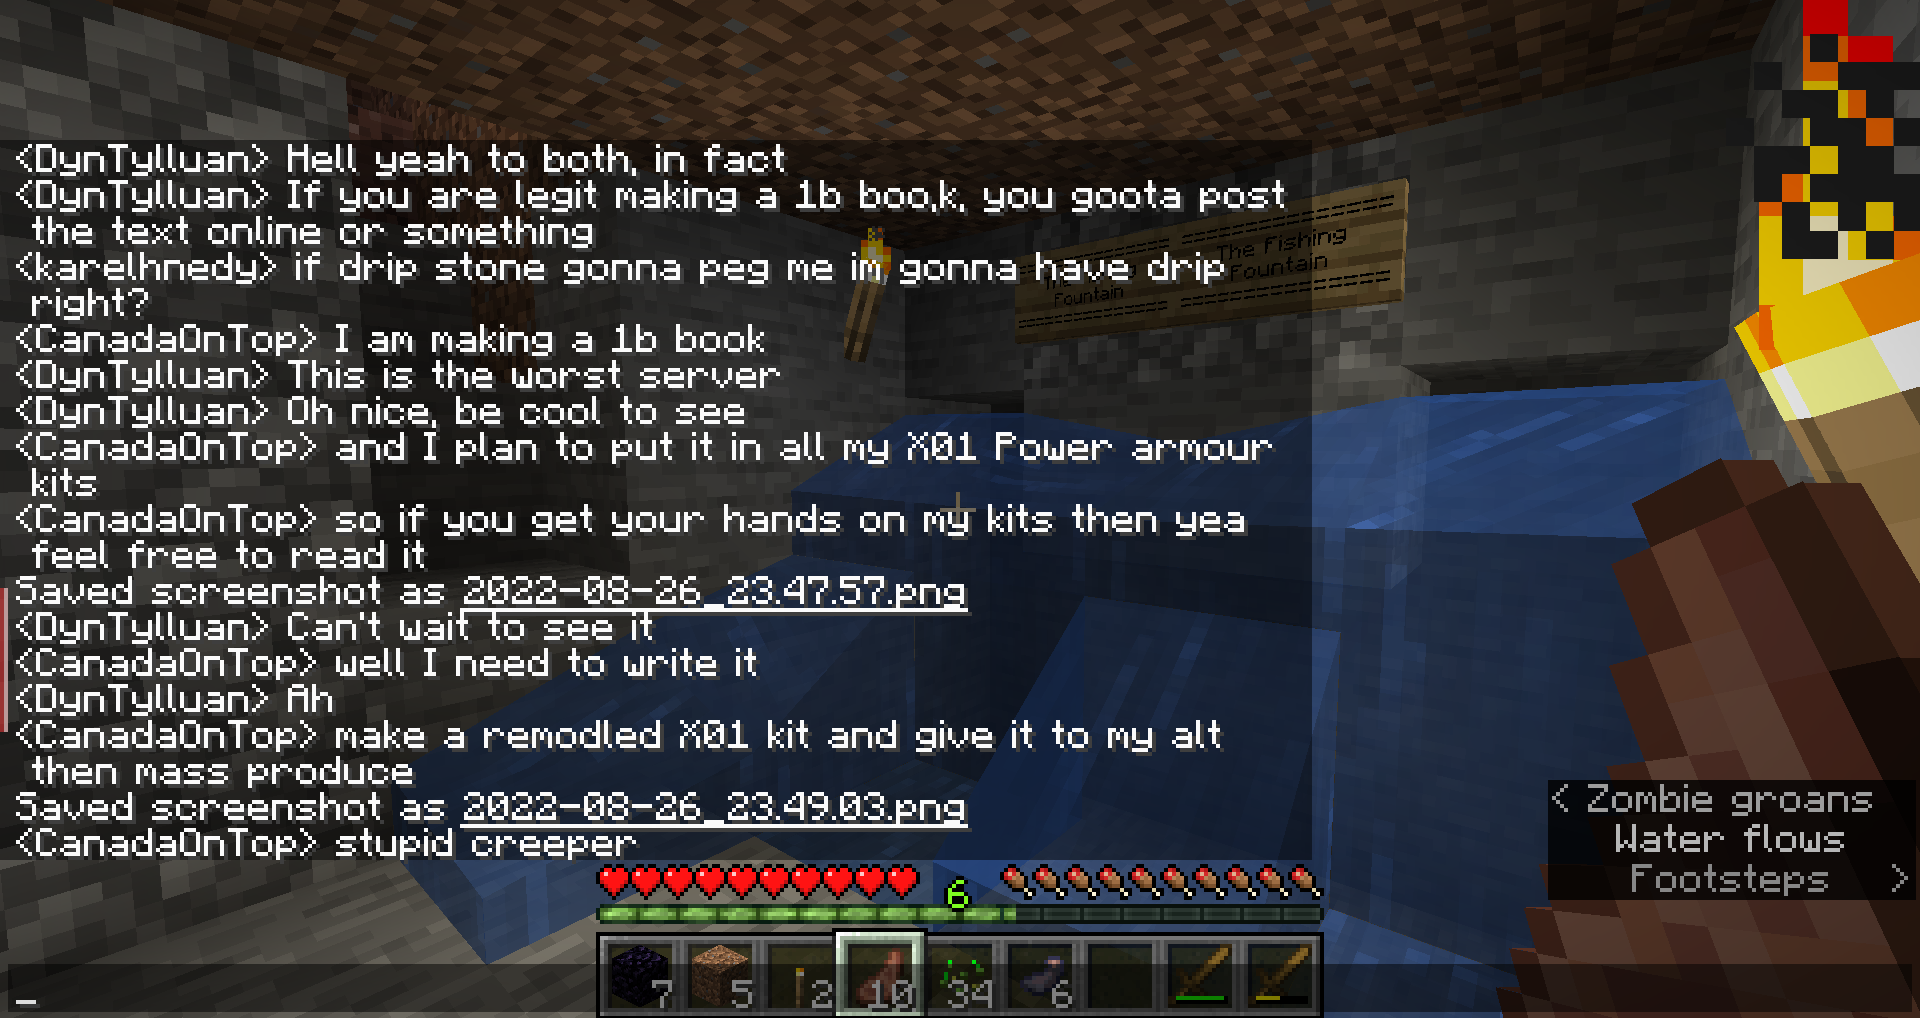 <DynTylluan> Hell yeah to both, in fact
<DynTylluan> If you are legit making a 1b boo,k, you goota post
the text online or something
<karelhnedy> if drip stone gonna peg me im gonna have drip
right?
<CanadaOnTop> I am making a 1b book
<DynTylluan> This is the worst server
<DynTylluan> Oh nice, be cool to see
<CanadaOnTop> and I plan to put it in all my X01 Power armour
kits
<CanadaOnTop> so if you get your hands on my kits then yea
feel free to read it
Saved screenshot as 2022-08-26_23.47.57.png
<DynTylluan> Can't wait to see it
<CanadaOnTop> well I need to write it
<DynTylluan> Ah
<CanadaOnTop> make a remodled X01 kit and give it to my alt
then mass produce
Saved screenshot as 2022-08-26_23.49.03.png
<CanadaOnTop> stupid creeper
The
Fountain
The Fishing
Fountain
< Zombie groans
Water flows
Footsteps >
6
7 5 2 10 34 6
_